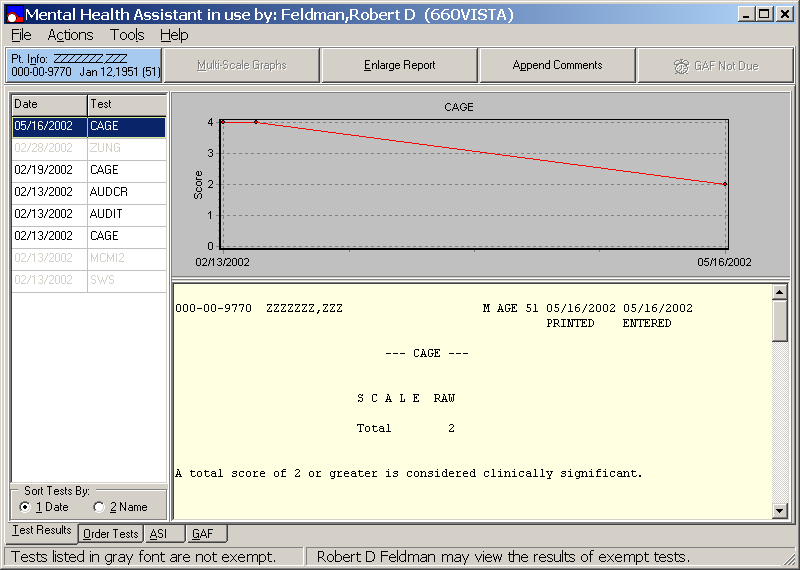 Mental Health Assistant in use by: Feldman,Robert D (660VISTA)
File Actions Tools Help
Pt. Info: ZZZZZZZZ,ZZZ
000-00-9770 Jan 12,1951 (51)
Multi-Scale Graphs
Enlarge Report
Append Comments
GAF Not Due
Date Test
05/16/2002 CAGE
02/28/2002 ZUNG
02/19/2002 CAGE
02/13/2002 AUDCR
02/13/2002 AUDIT
02/13/2002 CAGE
02/13/2002 MCMI2
02/13/2002 SWS
Sort Tests By:
1 Date 2 Name
CAGE
Score
4
3
2
1
0
02/13/2002 05/16/2002
000-00-9770 ZZZZZZZ,ZZZ M AGE 51 05/16/2002 05/16/2002
PRINTED ENTERED
--- CAGE ---
S C A L E RAW
Total 2
A total score of 2 or greater is considered clinically significant.
Test Results Order Tests ASI GAF
Tests listed in gray font are not exempt. Robert D Feldman may view the results of exempt tests.